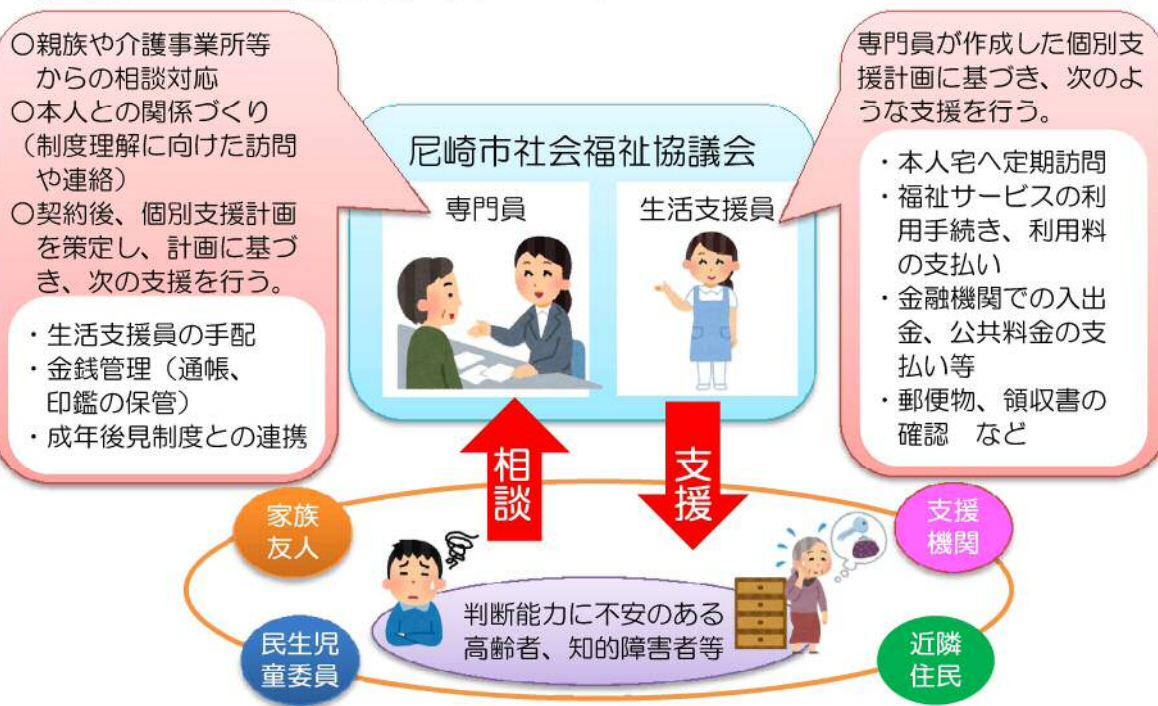 〇親族や介護事業所等
からの相談対応
〇本人との関係づくり
（制度理解に向けた訪問
や連絡）
〇契約後、個別支援計画
を策定し、計画に基づ
き、次の支援を行う。
・生活支援員の手配
・金銭管理（通帳、
印鑑の保管）
・成年後見制度との連携
尼崎市社会福祉協議会
専門員
生活支援員
専門員が作成した個別支
援計画に基づき、次のよ
うな支援を行う。
・本人宅へ定期訪問
・福祉サービスの利
用手続き、利用料
の支払い
・金融機関での入出
金、公共料金の支
払い等
・郵便物、領収書の
確認　など
相談
支援
家族
友人
支援
機関
判断能力に不安のある
高齢者、知的障害者等
民生児
童委員
近隣
住民